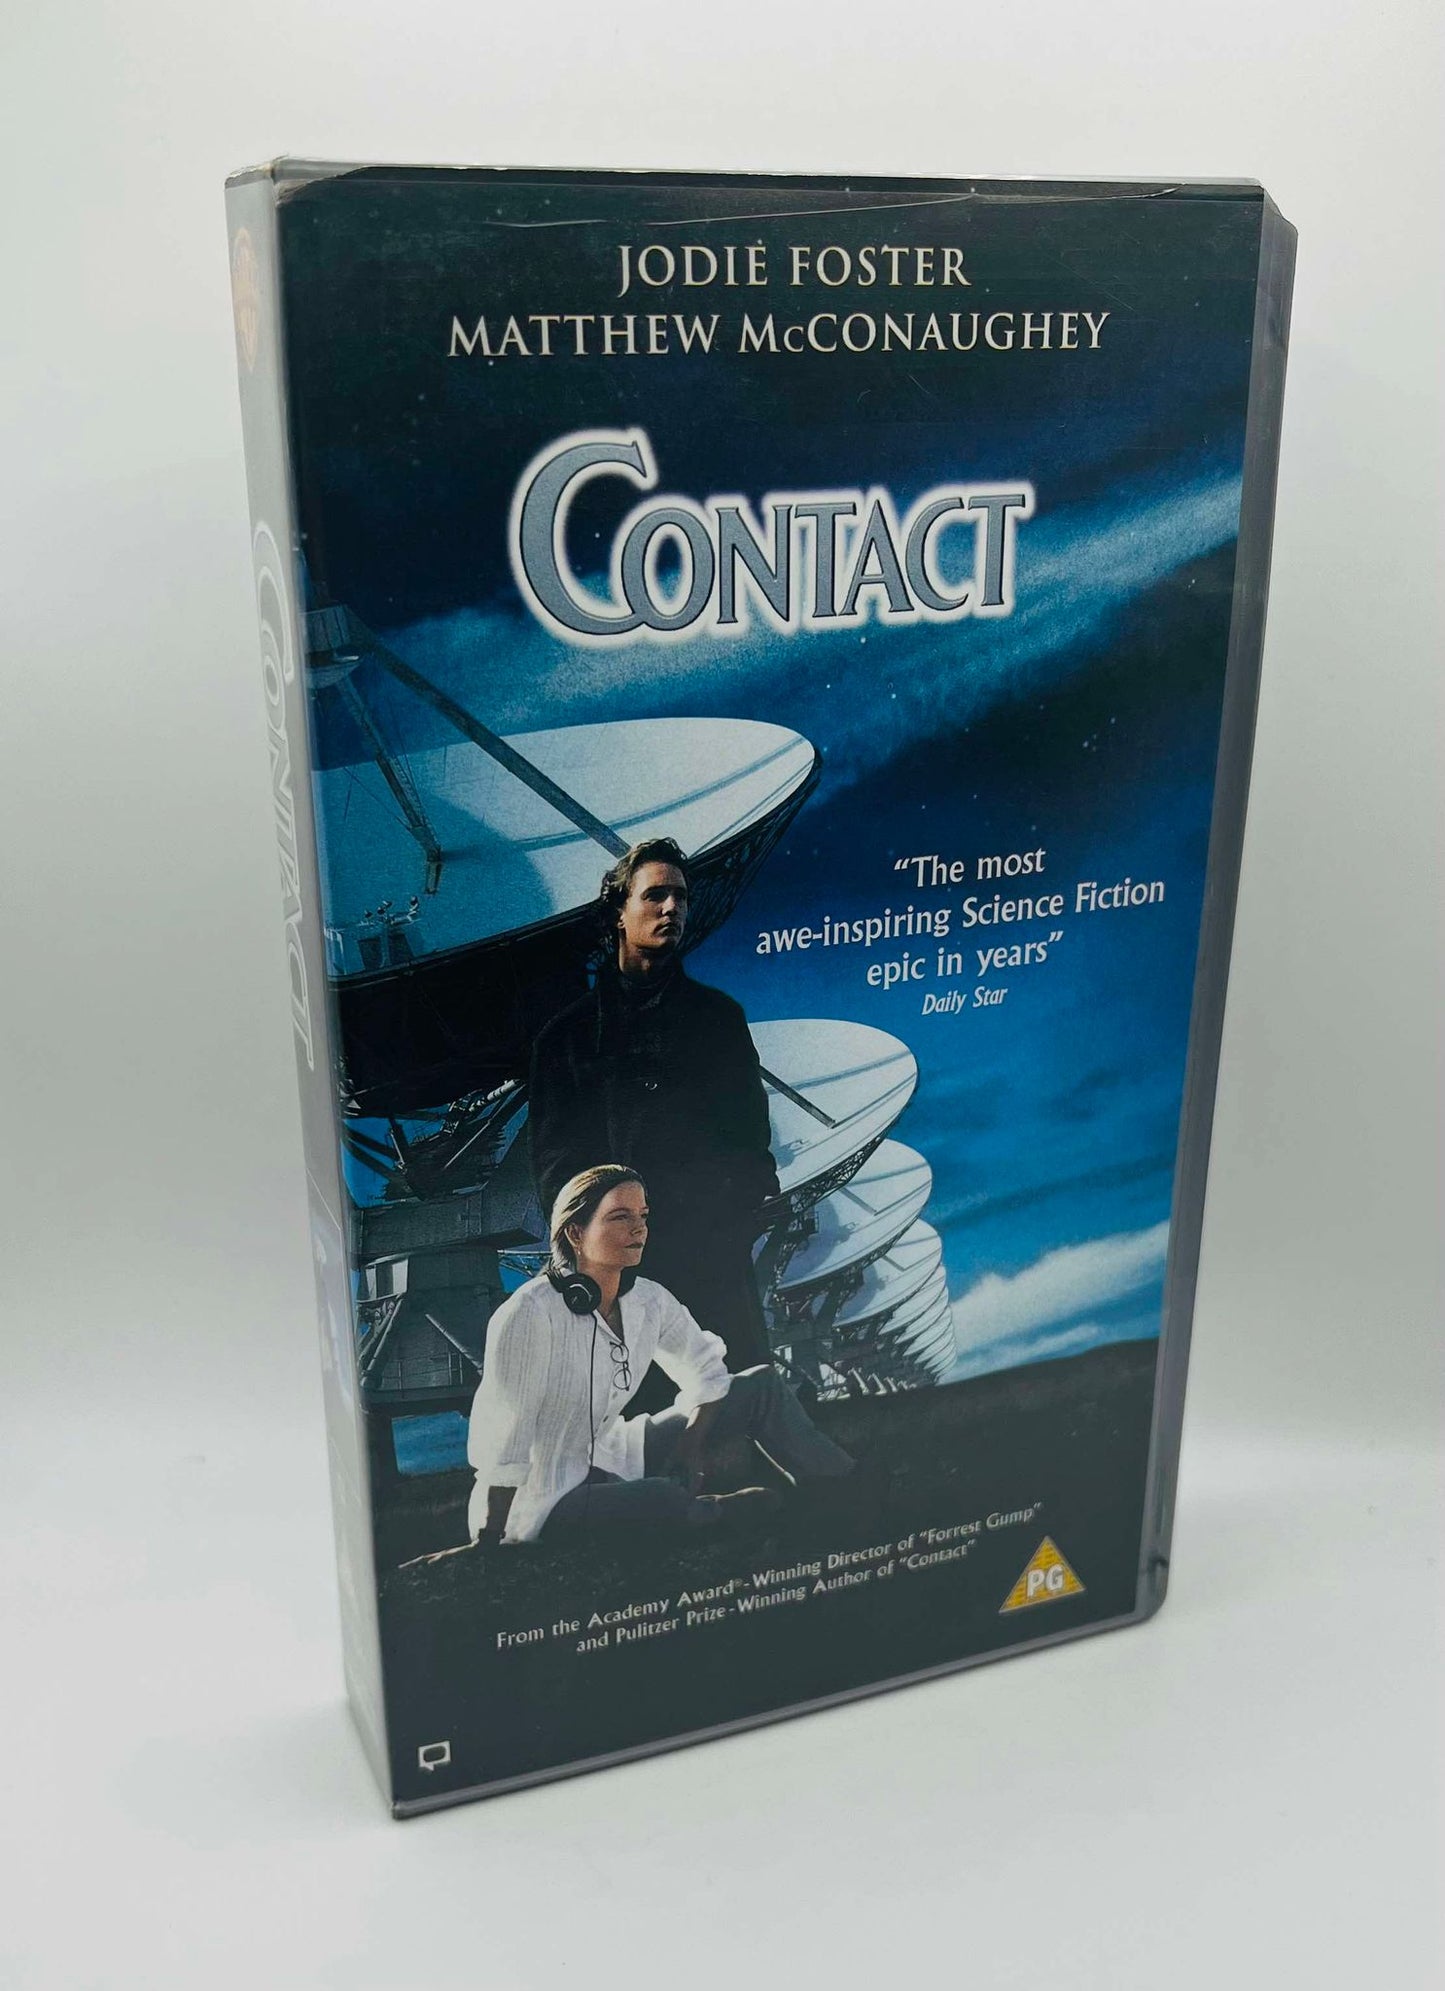 JODIE FOSTER
MATTHEW McCONAUGHEY
CONTACT
"The most
awe-inspiring Science Fiction
epic in years"
Daily Star
From the Academy Award®-Winning Director of "Forrest Gump"
and Pulitzer Prize-Winning Author of "Contact"
PG
CONTACT